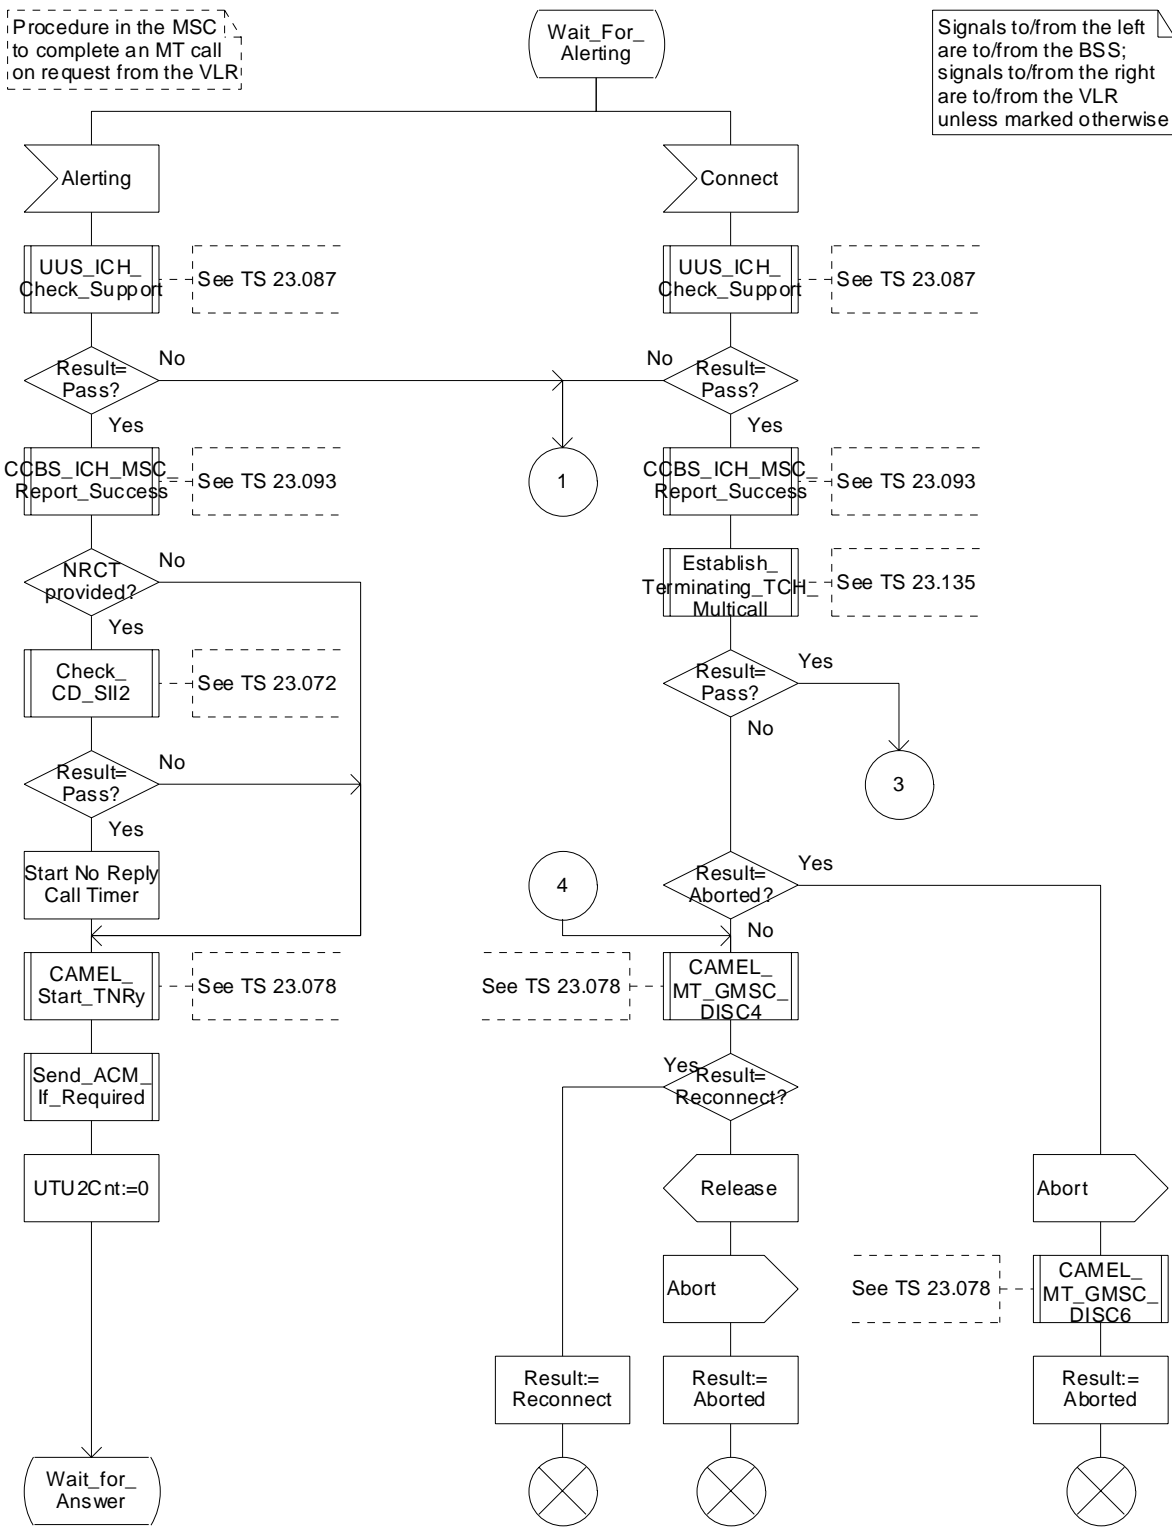 Procedure in the MSC
to complete an MT call
on request from the VLR
Wait_For_
Alerting
Signals to/from the left
are to/from the BSS;
signals to/from the right
are to/from the VLR
unless marked otherwise
Alerting
Connect
UUS_ICH_
Check_Support
See TS 23.087
UUS_ICH_
Check_Support
See TS 23.087
Result=
Pass?
No
Yes
No
Result=
Pass?
Yes
CCBS_ICH_MSC_
Report_Success
See TS 23.093
1
CCBS_ICH_MSC_
Report_Success
See TS 23.093
NRCT
provided?
No
Yes
Establish_
Terminating_TCH_
Multicall
See TS 23.135
Check_
CD_SII2
See TS 23.072
Result=
Pass?
Yes
No
Result=
Pass?
No
Yes
3
Start No Reply
Call Timer
4
Result=
Aborted?
Yes
No
CAMEL_
Start_TNRy
See TS 23.078
See TS 23.078
CAMEL_
MT_GMSC_
DISC4
Send_ACM_
If_Required
Yes
Result=
Reconnect?
UTU2Cnt:=0
Release
Abort
Abort
See TS 23.078
CAMEL_
MT_GMSC_
DISC6
Result:=
Reconnect
Result:=
Aborted
Result:=
Aborted
Wait_for_
Answer